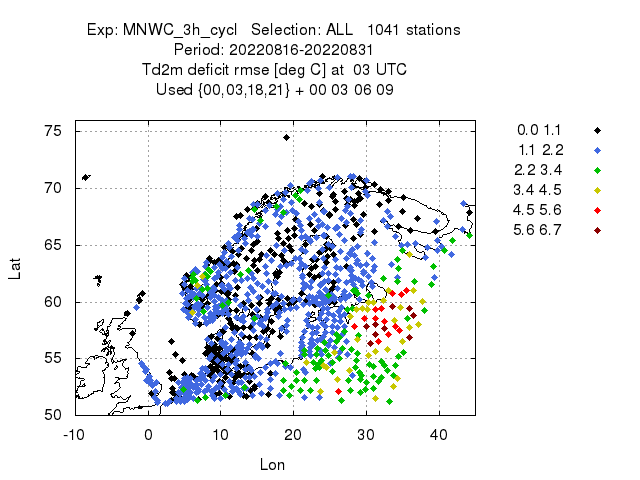 Exp: MNWC_3h_cycl   Selection: ALL   1041 stations
Period: 20220816-20220831
Td2m deficit rmse [deg C] at  03 UTC
Used {00,03,18,21} + 00 03 06 09
0.0 1.1
1.1 2.2
2.2 3.4
3.4 4.5
4.5 5.6
5.6 6.7
75
70
65
60
55
50
Lat
-10 0 10 20 30 40
Lon